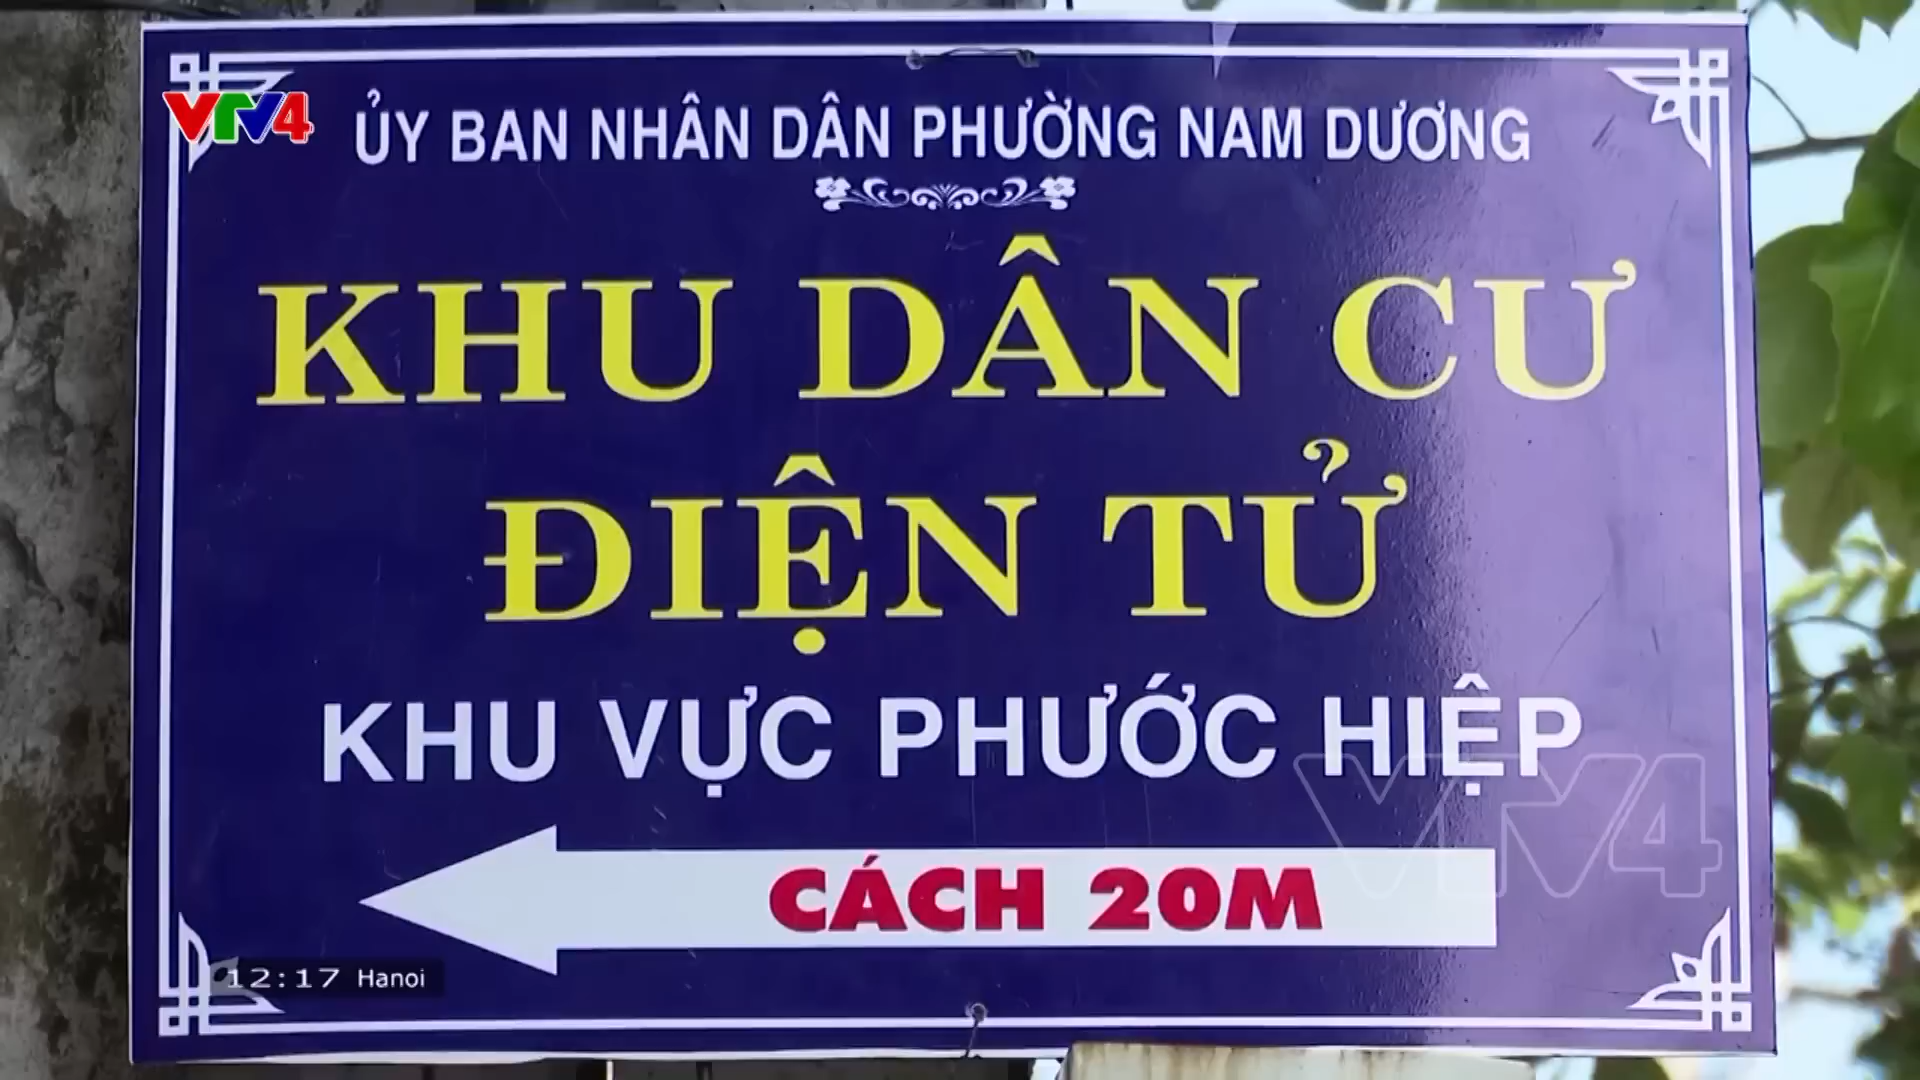 VTV4
ỦY BAN NHÂN DÂN PHƯỜNG NAM DƯƠNG
KHU DÂN CƯ
ĐIỆN TỬ
KHU VỰC PHƯỚC HIỆP
VTV4
CÁCH 20M
12:17 Hanoi